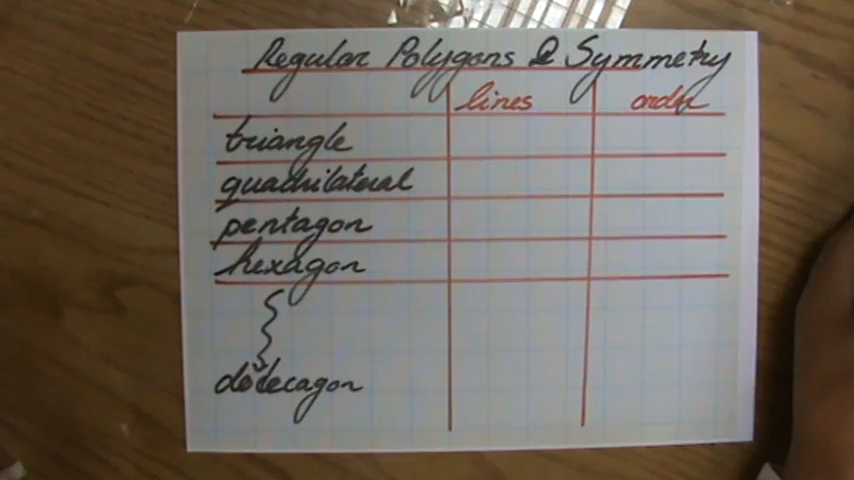 Regular Polygons & Symmetry
lines order
triangle
quadrilateral
pentagon
hexagon
dodecagon